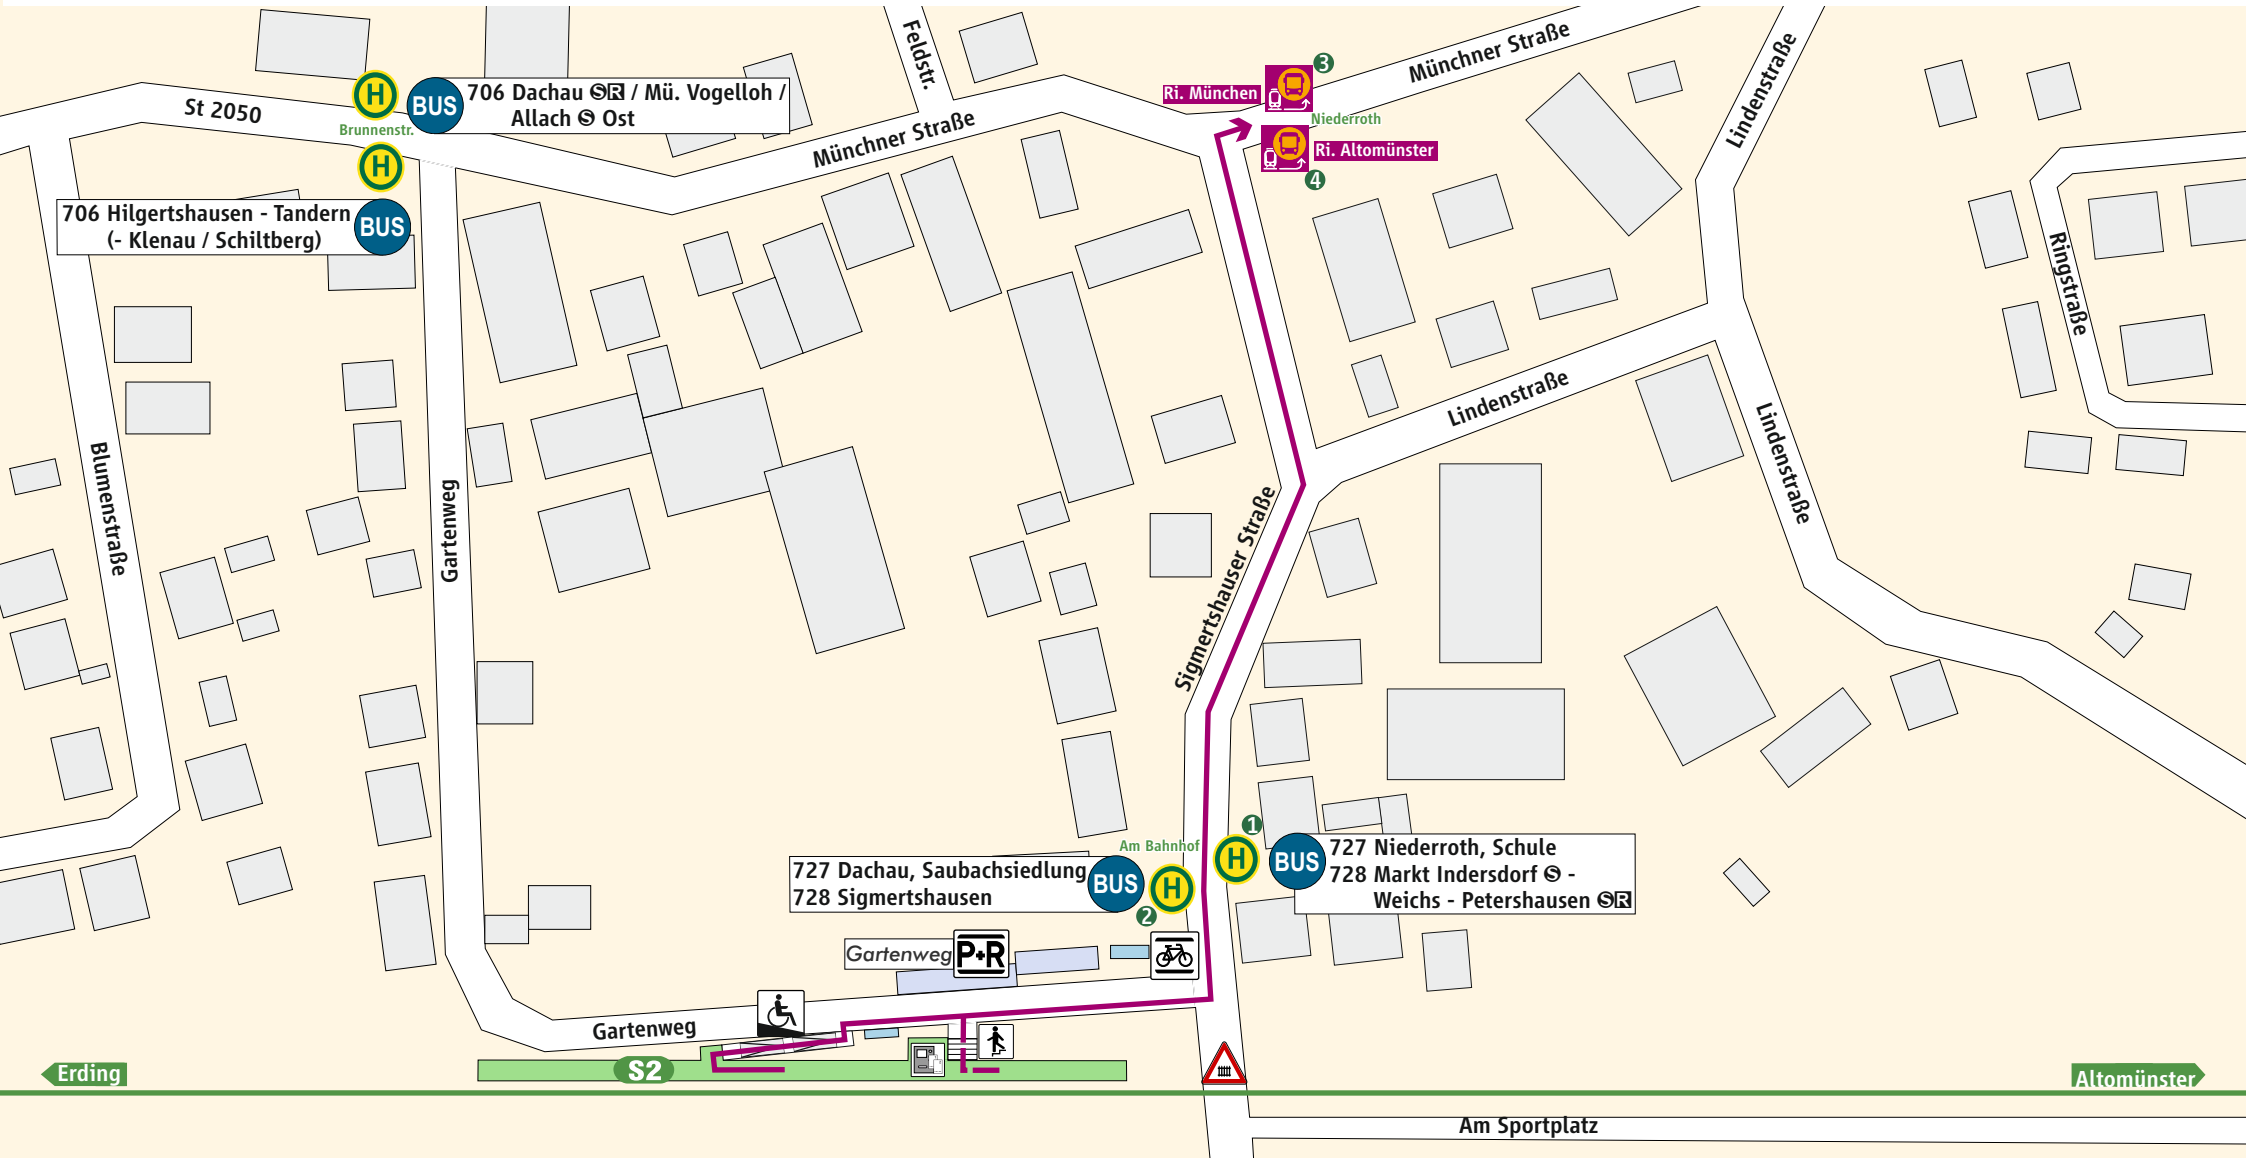 Feldstr.
Münchner Straße
Lindenstraße
3
St 2050
H
BUS
706 Dachau S R / Mü. Vogelloh /
Allach S Ost
Ri. München
Niederroth
Brunnenstr.
Münchner Straße
Ri. Altomünster
4
H
706 Hilgertshausen - Tandern
(- Klenau / Schiltberg)
BUS
Ringstraße
Lindenstraße
Lindenstraße
Blumenstraße
Gartenweg
Sigmertshauser Straße
1
Am Bahnhof
H
BUS
727 Niederroth, Schule
728 Markt Indersdorf S -
Weichs - Petershausen S R
727 Dachau, Saubachsiedlung
728 Sigmertshausen
BUS
H
2
Gartenweg
P+R
Gartenweg
S2
Erding
Altomünster
Am Sportplatz